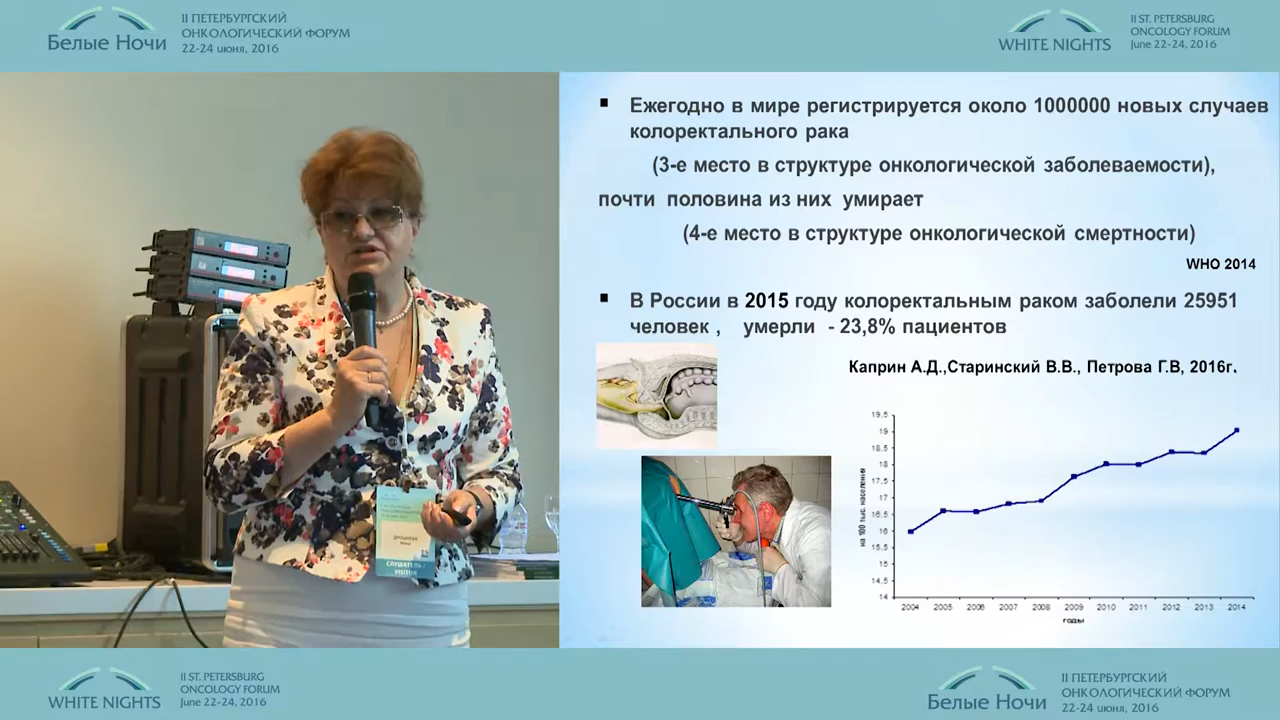 Белые Ночи
II ПЕТЕРБУРГСКИЙ
ОНКОЛОГИЧЕСКИЙ ФОРУМ
22-24 июня, 2016
WHITE NIGHTS
II ST. PETERSBURG
ONCOLOGY FORUM
June 22-24, 2016
▪ Ежегодно в мире регистрируется около 1000000 новых случаев
колоректального рака
(3-е место в структуре онкологической заболеваемости),
почти половина из них умирает
(4-е место в структуре онкологической смертности)
WHO 2014
▪ В России в 2015 году колоректальным раком заболели 25951
человек , умерли - 23,8% пациентов
Каприн А.Д.,Старинский В.В., Петрова Г.В, 2016г.
19,5
19
18,5
18
17,5
17
16,5
16
15,5
15
14,5
14
на 100 тыс. населения
2004 2005 2006 2007 2008 2009 2010 2011 2012 2013 2014
годы
СЛУШАТЕЛЬ /
VISITOR
WHITE NIGHTS
II ST. PETERSBURG
ONCOLOGY FORUM
June 22-24, 2016
Белые Ночи
II ПЕТЕРБУРГСКИЙ
ОНКОЛОГИЧЕСКИЙ ФОРУМ
22-24 июня, 2016